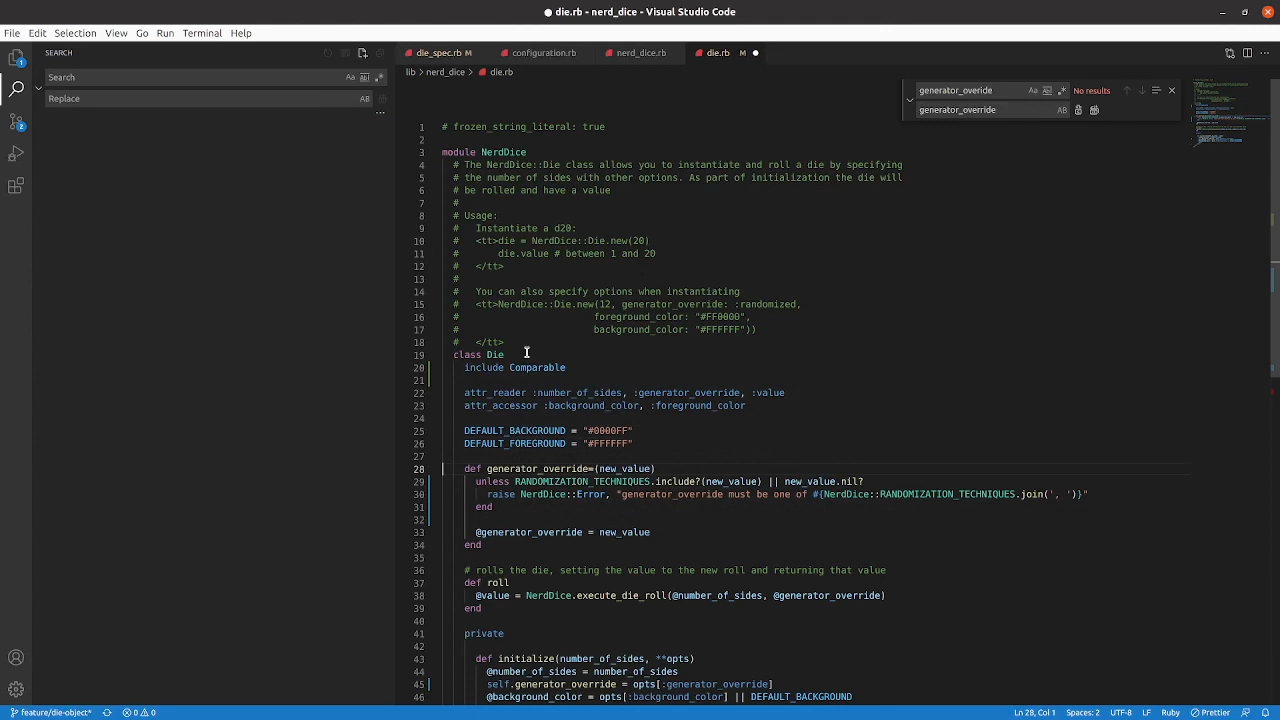 die.rb - nerd_dice - Visual Studio Code
File Edit Selection View Go Run Terminal Help
SEARCH
die_spec.rb M configuration.rb nerd_dice.rb die.rb M
lib > nerd_dice > die.rb
Search Aa ab
Replace AB
generator_overide Aa ab No results
generator_override AB
1 # frozen_string_literal: true
2
3 module NerdDice
4 # The NerdDice::Die class allows you to instantiate and roll a die by specifying
5 # the number of sides with other options. As part of initialization the die will
6 # be rolled and have a value
7 #
8 # Usage:
9 # Instantiate a d20:
10 # <tt>die = NerdDice::Die.new(20)
11 # die.value # between 1 and 20
12 # </tt>
13 #
14 # You can also specify options when instantiating
15 # <tt>NerdDice::Die.new(12, generator_override: :randomized,
16 # foreground_color: "#FF0000",
17 # background_color: "#FFFFFF"))
18 # </tt>
19 class Die
20 include Comparable
21
22 attr_reader :number_of_sides, :generator_override, :value
23 attr_accessor :background_color, :foreground_color
24
25 DEFAULT_BACKGROUND = "#0000FF"
26 DEFAULT_FOREGROUND = "#FFFFFF"
27
28 def generator_override=(new_value)
29 unless RANDOMIZATION_TECHNIQUES.include?(new_value) || new_value.nil?
30 raise NerdDice::Error, "generator_override must be one of #{NerdDice::RANDOMIZATION_TECHNIQUES.join(', ')}"
31 end
32
33 @generator_override = new_value
34 end
35
36 # rolls the die, setting the value to the new roll and returning that value
37 def roll
38 @value = NerdDice.execute_die_roll(@number_of_sides, @generator_override)
39 end
40
41 private
42
43 def initialize(number_of_sides, **opts)
44 @number_of_sides = number_of_sides
45 self.generator_override = opts[:generator_override]
46 @background_color = opts[:background_color] || DEFAULT_BACKGROUND
feature/die-object* 0 0 Ln 28, Col 1 Spaces: 2 UTF-8 LF Ruby Prettier